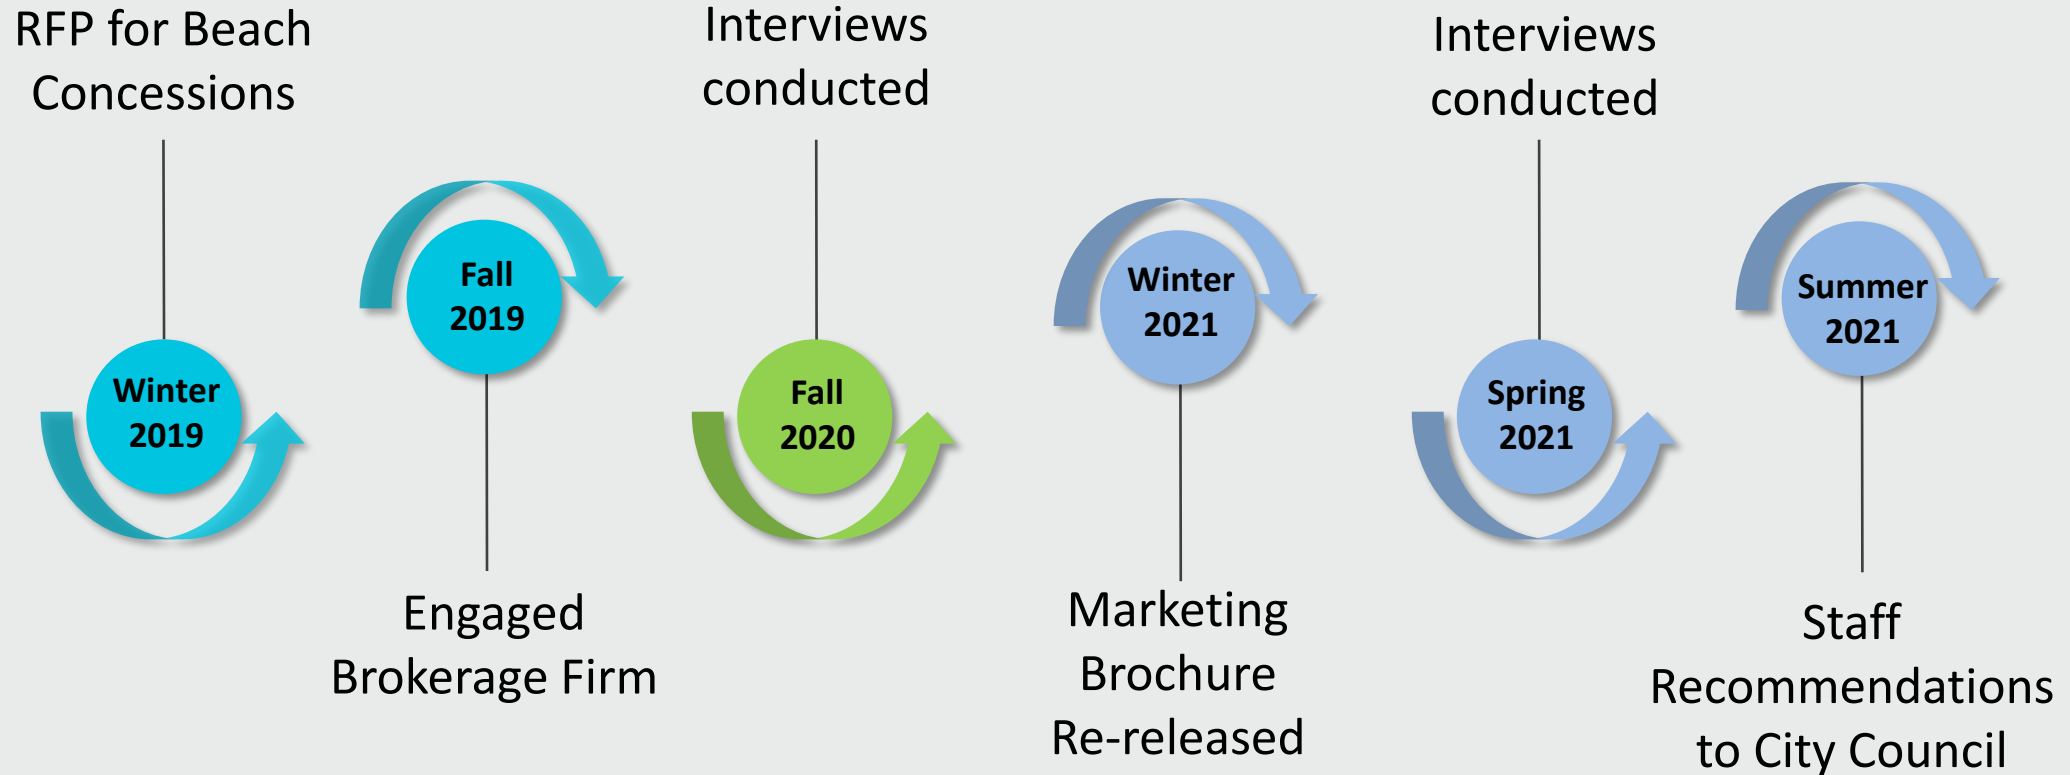 RFP for Beach
Concessions
Winter
2019
Fall
2019
Engaged
Brokerage Firm
Interviews
conducted
Fall
2020
Winter
2021
Marketing
Brochure
Re-released
Interviews
conducted
Spring
2021
Summer
2021
Staff
Recommendations
to City Council